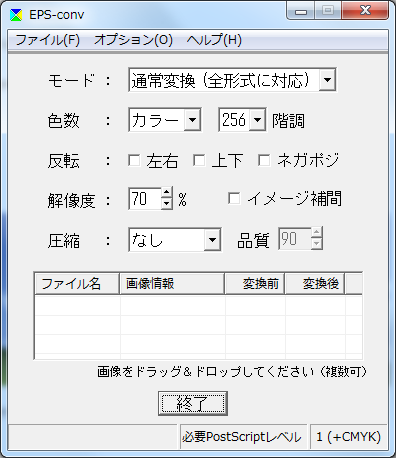 EPS-conv
ファイル(F) オプション(O) ヘルプ(H)
モード : 通常変換 (全形式に対応)
色数 : カラー 256 階調
反転 : 左右 上下 ネガポジ
解像度 : 70 % イメージ補間
圧縮 : なし 品質 90
ファイル名 画像情報 変換前 変換後
画像をドラッグ&ドロップしてください (複数可)
終了
必要PostScriptレベル 1 (+CMYK)